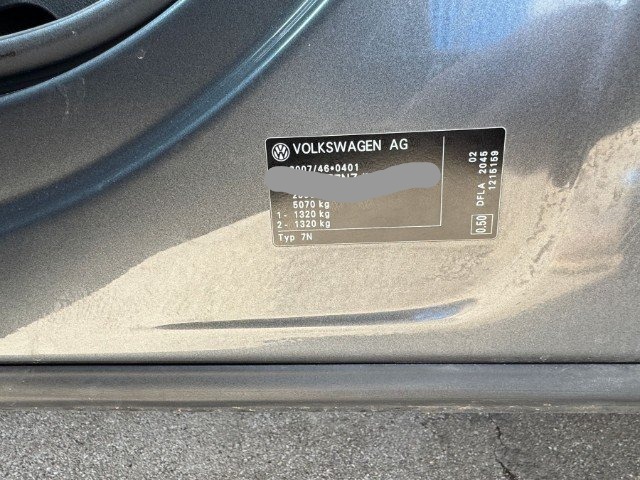 VOLKSWAGEN AG
2007/46*0401
5070 kg
1 - 1320 kg
2 - 1320 kg
Typ 7N
0.50
DFLA 2045 02
1215159